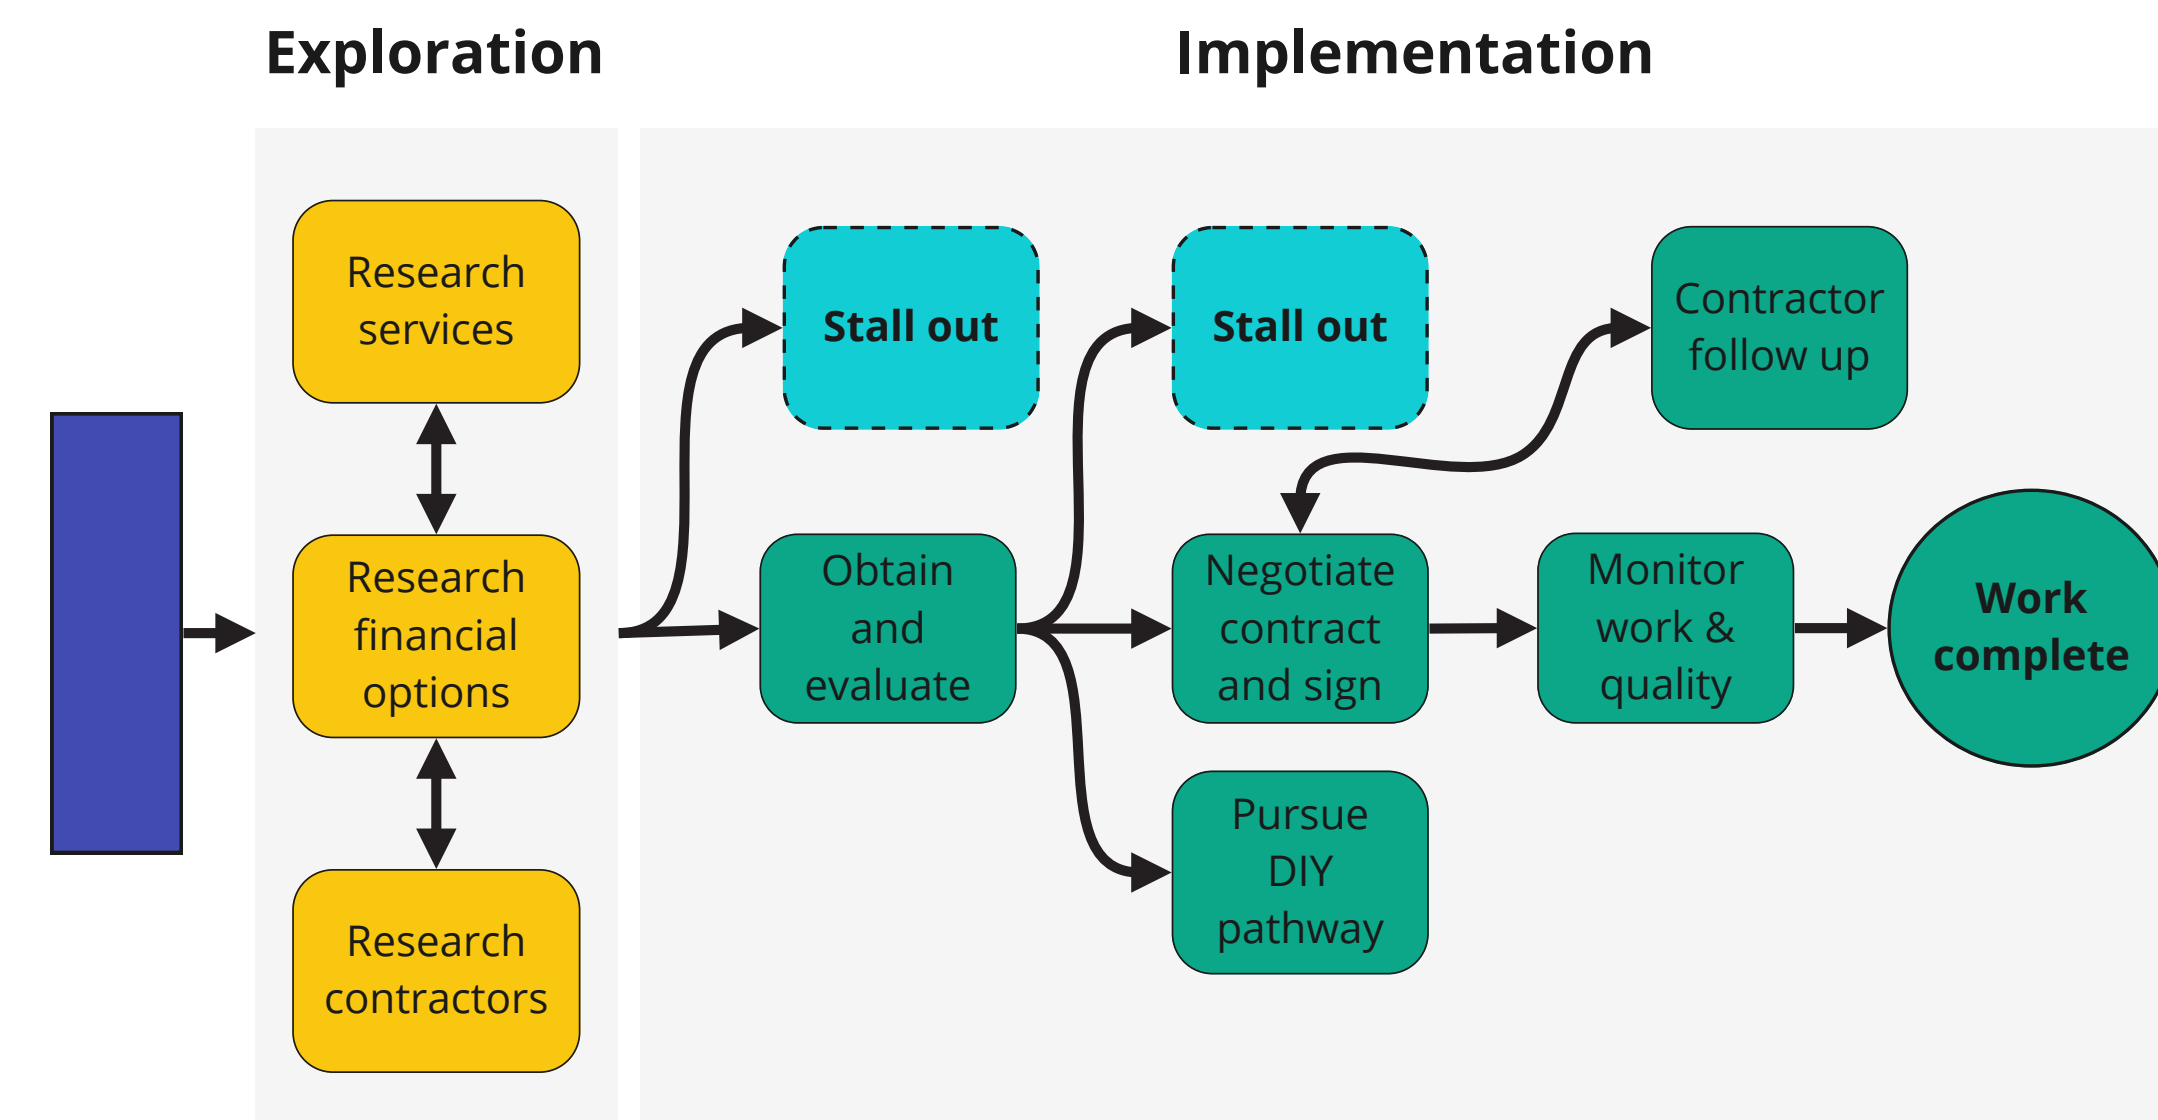 Exploration
Implementation
Research
services
Research
financial
options
Research
contractors
Stall out
Obtain
and
evaluate
Stall out
Negotiate
contract
and sign
Pursue
DIY
pathway
Contractor
follow up
Monitor
work &
quality
Work
complete